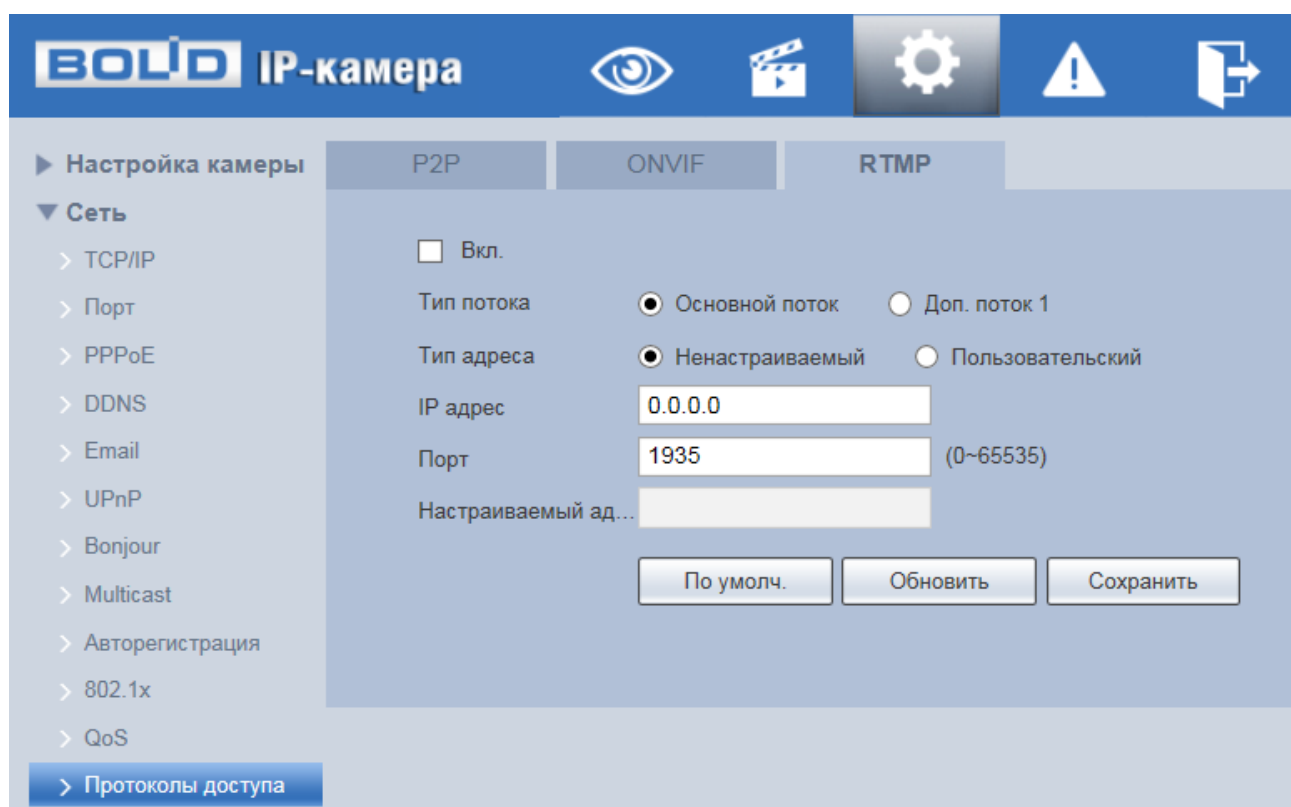 BOLID IP-камера
Настройка камеры
P2P ONVIF RTMP
Сеть
TCP/IP
Вкл.
Порт
Тип потока Основной поток Доп. поток 1
PPPoE
Тип адреса Ненастраиваемый Пользовательский
DDNS
IP адрес 0.0.0.0
Email
Порт 1935 (0~65535)
UPnP
Настраиваемый ад...
Bonjour
По умолч. Обновить Сохранить
Multicast
Авторегистрация
802.1x
QoS
Протоколы доступа